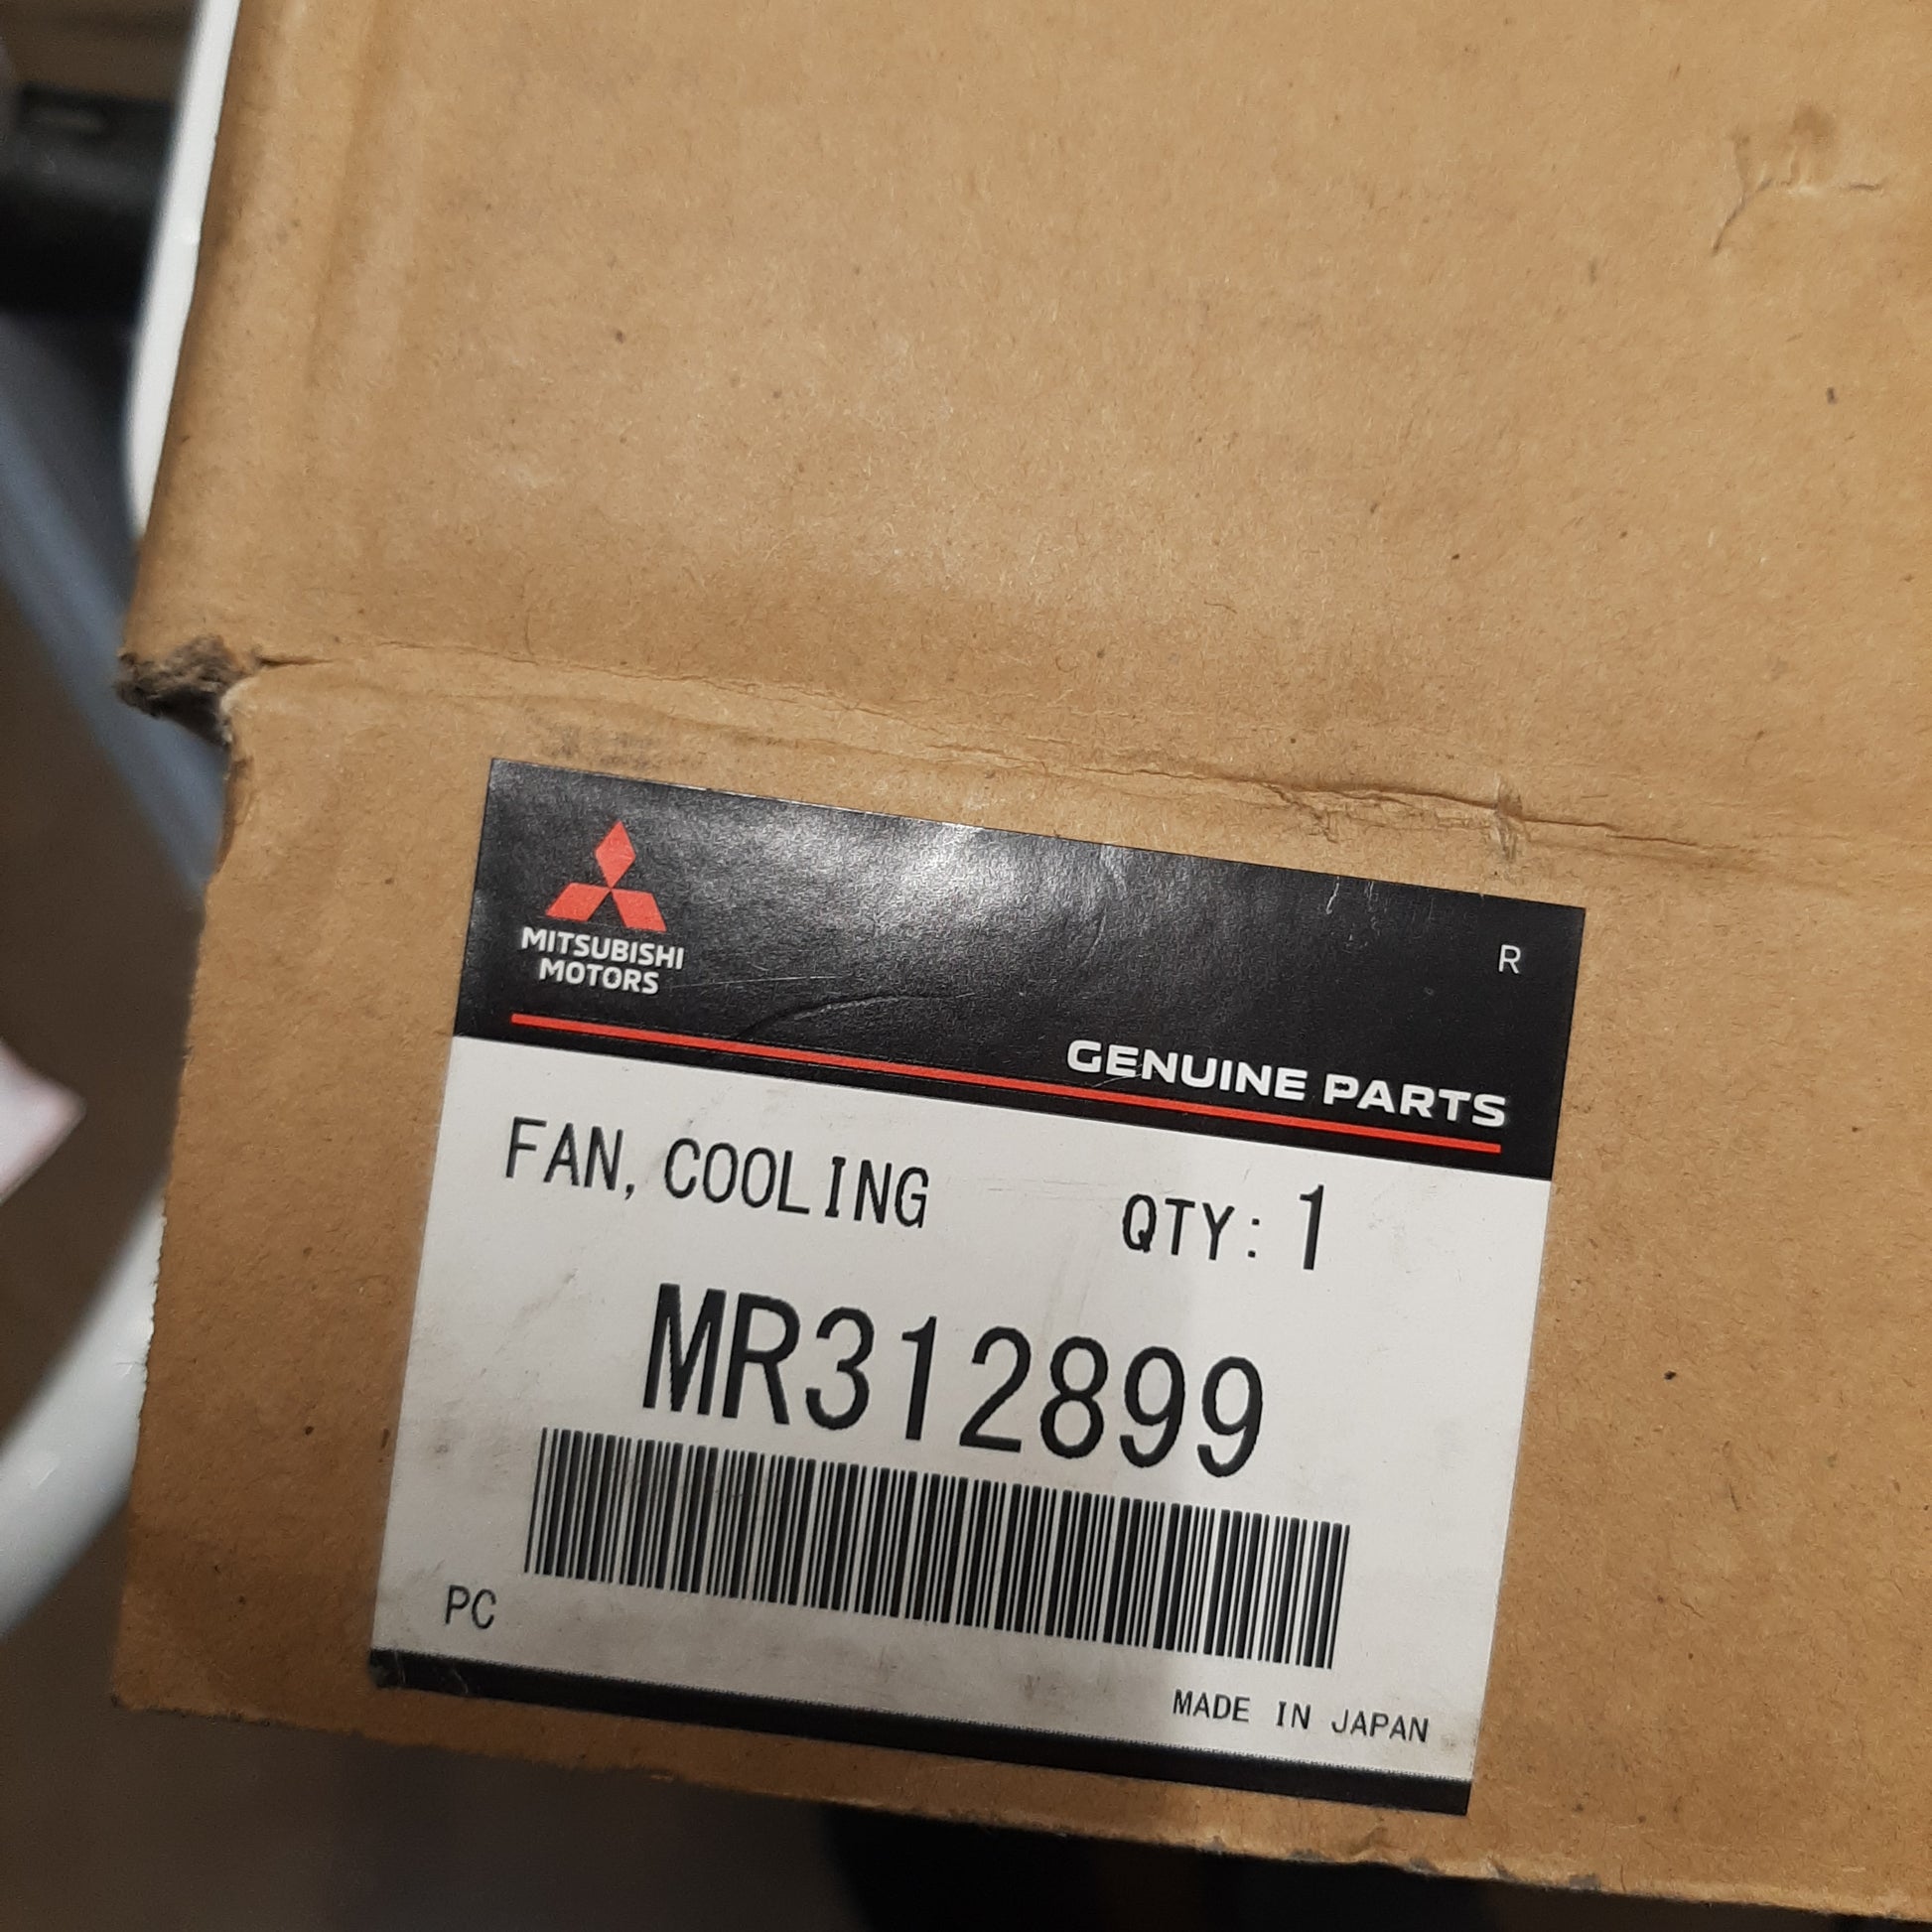 MITSUBISHI
MOTORS
R
GENUINE PARTS
FAN, COOLING QTY: 1
MR312899
PC
MADE IN JAPAN